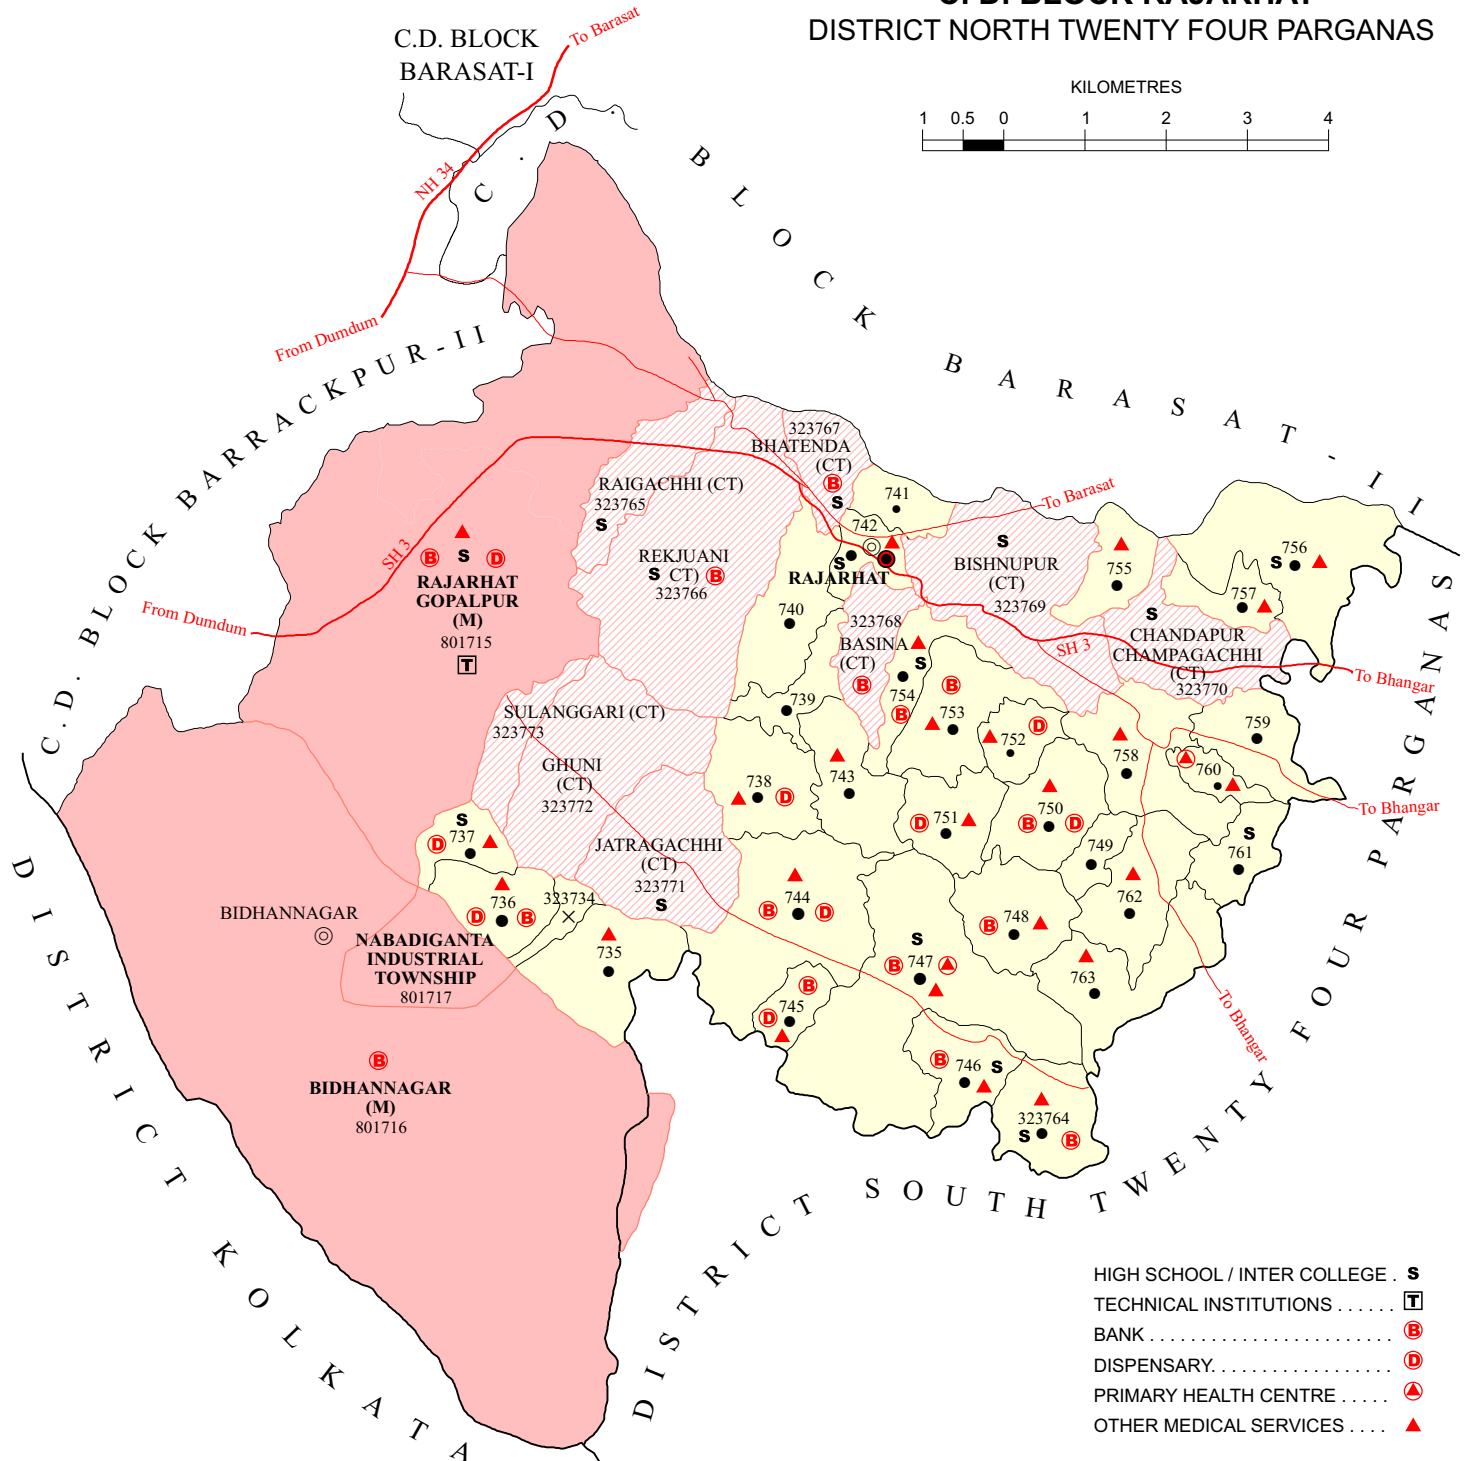 C. D. BLOCK RAJARHAT
DISTRICT NORTH TWENTY FOUR PARGANAS
KILOMETRES
1 0.5 0 1 2 3 4
C.D. BLOCK
BARASAT-I
To Barasat
NH 34
From Dumdum
C. D. BLOCK BARASAT-II
C.D. BLOCK BARRACKPUR-II
323767
BHATENDA
(CT)
B
S
RAIGACHHI (CT)
323765
S
741
742
To Barasat
SH 3
B S D
RAJARHAT
GOPALPUR
(M)
801715
T
From Dumdum
REKJUANI
S CT) B
323766
S
RAJARHAT
S
BISHNUPUR
(CT)
323769
755
S 756
757
740
323768
BASINA
(CT)
B
S
754
B
SH 3
S
CHANDAPUR
CHAMPAGACHHI
(CT)
323770
To Bhangar
SULANGGARI (CT)
323773
739
B
753
D
752
758
759
GHUNI
(CT)
323772
738 D
743
760
To Bhangar
S
D 737
D 751
B 750 D
749
S
761
JATRAGACHHI
(CT)
323771
S
762
BIDHANNAGAR
736
D B
323734
735
744
B D
B 748
NABADIGANTA
INDUSTRIAL
TOWNSHIP
801717
S
B 747
763
B
D 745
To Bhangar
B
BIDHANNAGAR
(M)
801716
B 746 S
323764
S B
DISTRICT KOLKATA
DISTRICT SOUTH TWENTY FOUR PARGANAS
HIGH SCHOOL / INTER COLLEGE . S
TECHNICAL INSTITUTIONS . . . . . . T
BANK . . . . . . . . . . . . . . . . . . . . . . . . B
DISPENSARY. . . . . . . . . . . . . . . . . . D
PRIMARY HEALTH CENTRE . . . . .
OTHER MEDICAL SERVICES . . . .